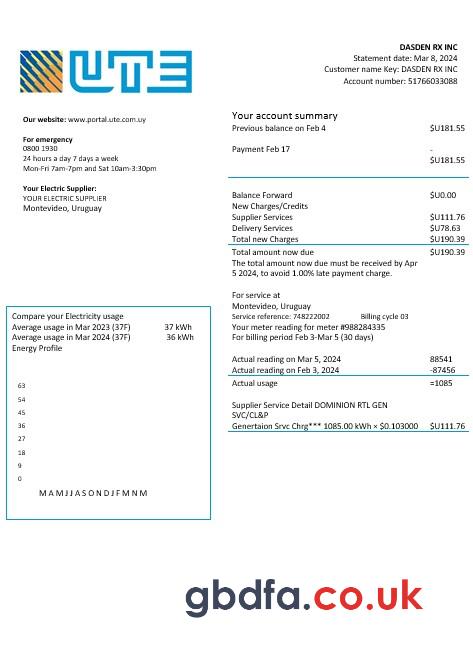 UTE
DASDEN RX INC
Statement date: Mar 8, 2024
Customer name Key: DASDEN RX INC
Account number: 51766033088
Our website: www.portal.ute.com.uy
For emergency
0800 1930
24 hours a day 7 days a week
Mon-Fri 7am-7pm and Sat 10am-3:30pm
Your Electric Supplier:
YOUR ELECTRIC SUPPLIER
Montevideo, Uruguay
Your account summary
Previous balance on Feb 4 $U181.55
Payment Feb 17 -
$U181.55
Balance Forward $U0.00
New Charges/Credits
Supplier Services $U111.76
Delivery Services $U78.63
Total new Charges $U190.39
Total amount now due $U190.39
The total amount now due must be received by Apr
5 2024, to avoid 1.00% late payment charge.
For service at
Montevideo, Uruguay
Service reference: 748222002 Billing cycle 03
Your meter reading for meter #988284335
For billing period Feb 3-Mar 5 (30 days)
Actual reading on Mar 5, 2024 88541
Actual reading on Feb 3, 2024 -87456
Actual usage =1085
Supplier Service Detail DOMINION RTL GEN
SVC/CL&P
Genertaion Srvc Chrg*** 1085.00 kWh × $0.103000 $U111.76
Compare your Electricity usage
Average usage in Mar 2023 (37F) 37 kWh
Average usage in Mar 2024 (37F) 36 kWh
Energy Profile
63
54
45
36
27
18
9
0
M A M J J A S O N D J F M N M
gbdfa.co.uk